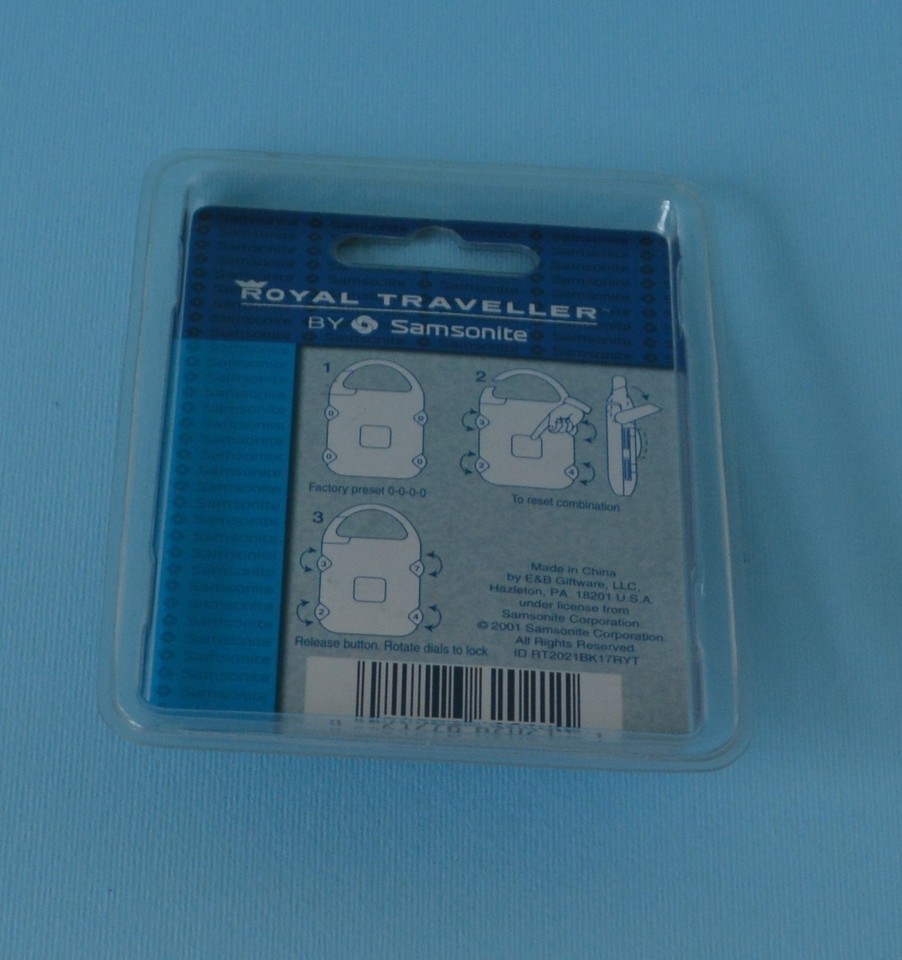 ROYAL TRAVELLER™
BY Samsonite
1
2
Factory preset 0-0-0-0
To reset combination
3
Release button. Rotate dials to lock
Made in China
by E&B Giftware, LLC,
Hazleton, PA 18201 U.S.A.
under license from
Samsonite Corporation.
© 2001 Samsonite Corporation.
All Rights Reserved.
ID RT2021BK17RYT